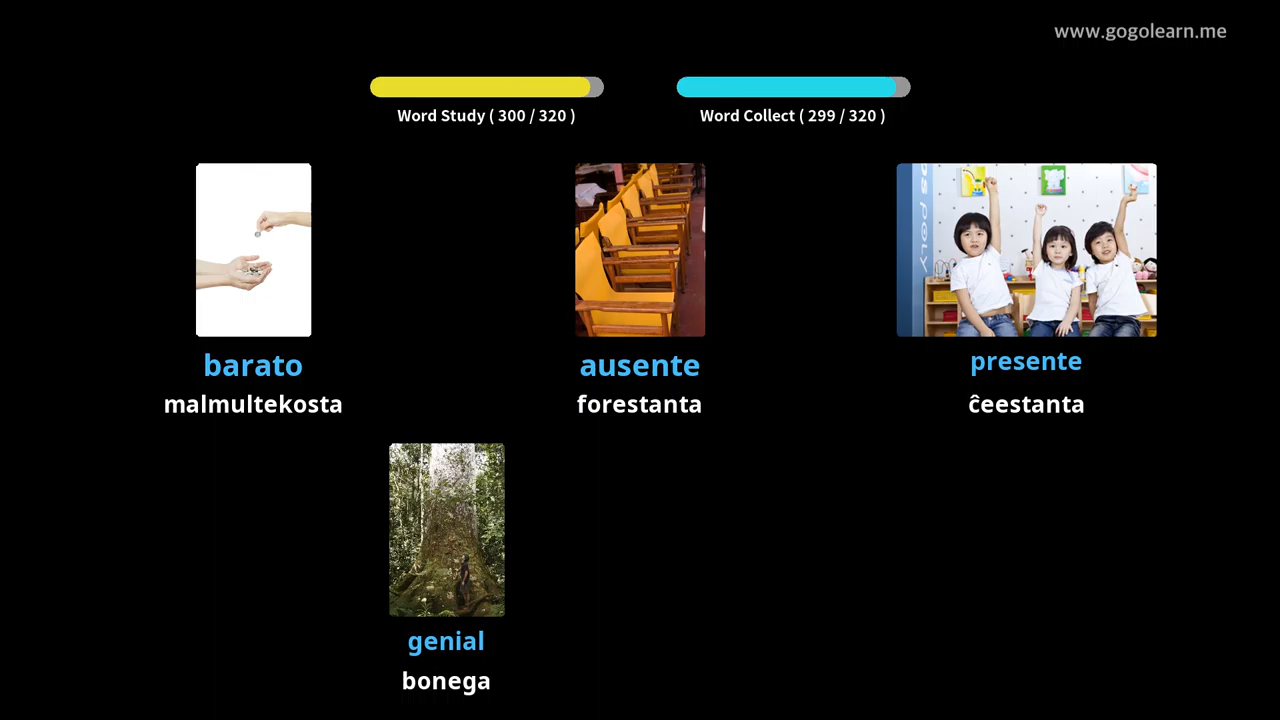 www.gogolearn.me
Word Study ( 300 / 320 )
Word Collect ( 299 / 320 )
barato
malmultekosta
ausente
forestanta
presente
ĉeestanta
genial
bonega